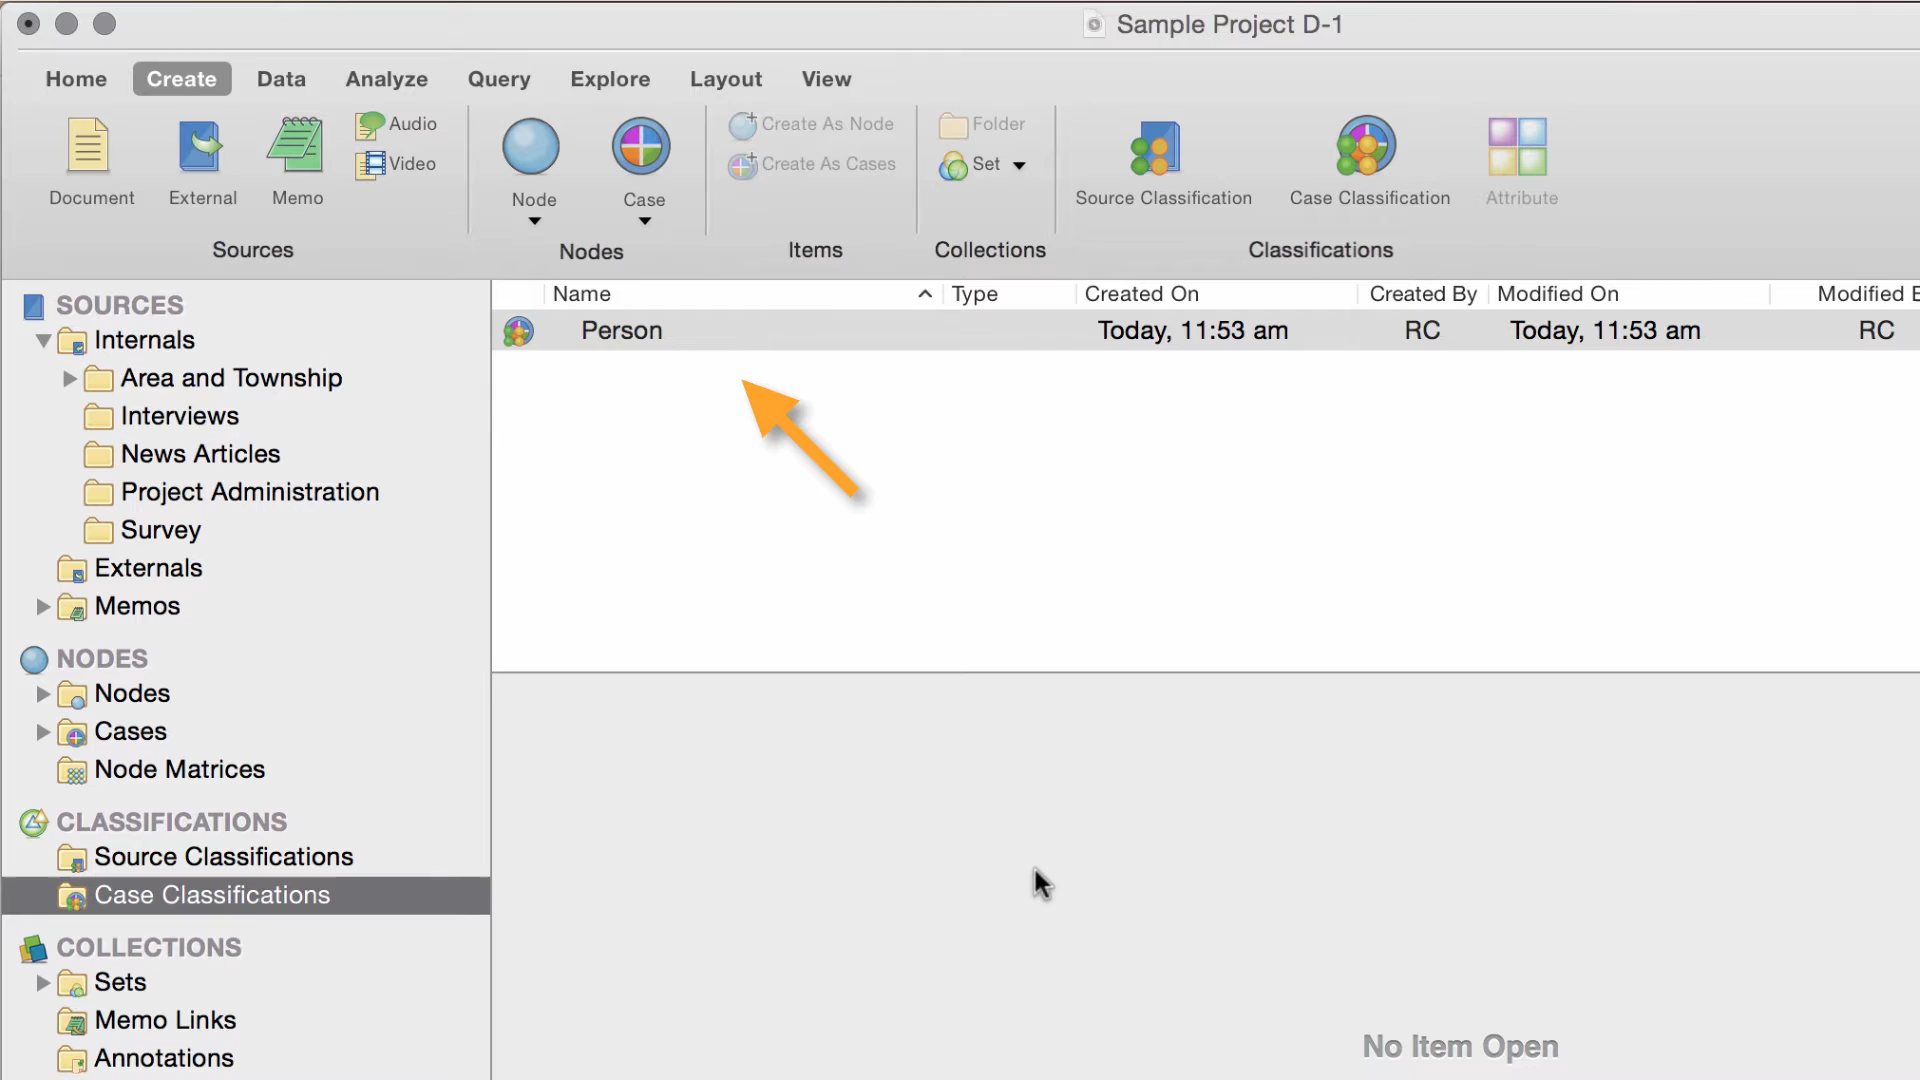 Sample Project D-1
Home Create Data Analyze Query Explore Layout View
Document External Memo Audio Video
Node Case
Create As Node
Create As Cases
Folder
Set
Source Classification Case Classification Attribute
Sources Nodes Items Collections Classifications
Name Type Created On Created By Modified On Modified
Person Today, 11:53 am RC Today, 11:53 am RC
SOURCES
Internals
Area and Township
Interviews
News Articles
Project Administration
Survey
Externals
Memos
NODES
Nodes
Cases
Node Matrices
CLASSIFICATIONS
Source Classifications
Case Classifications
COLLECTIONS
Sets
Memo Links
Annotations
No Item Open